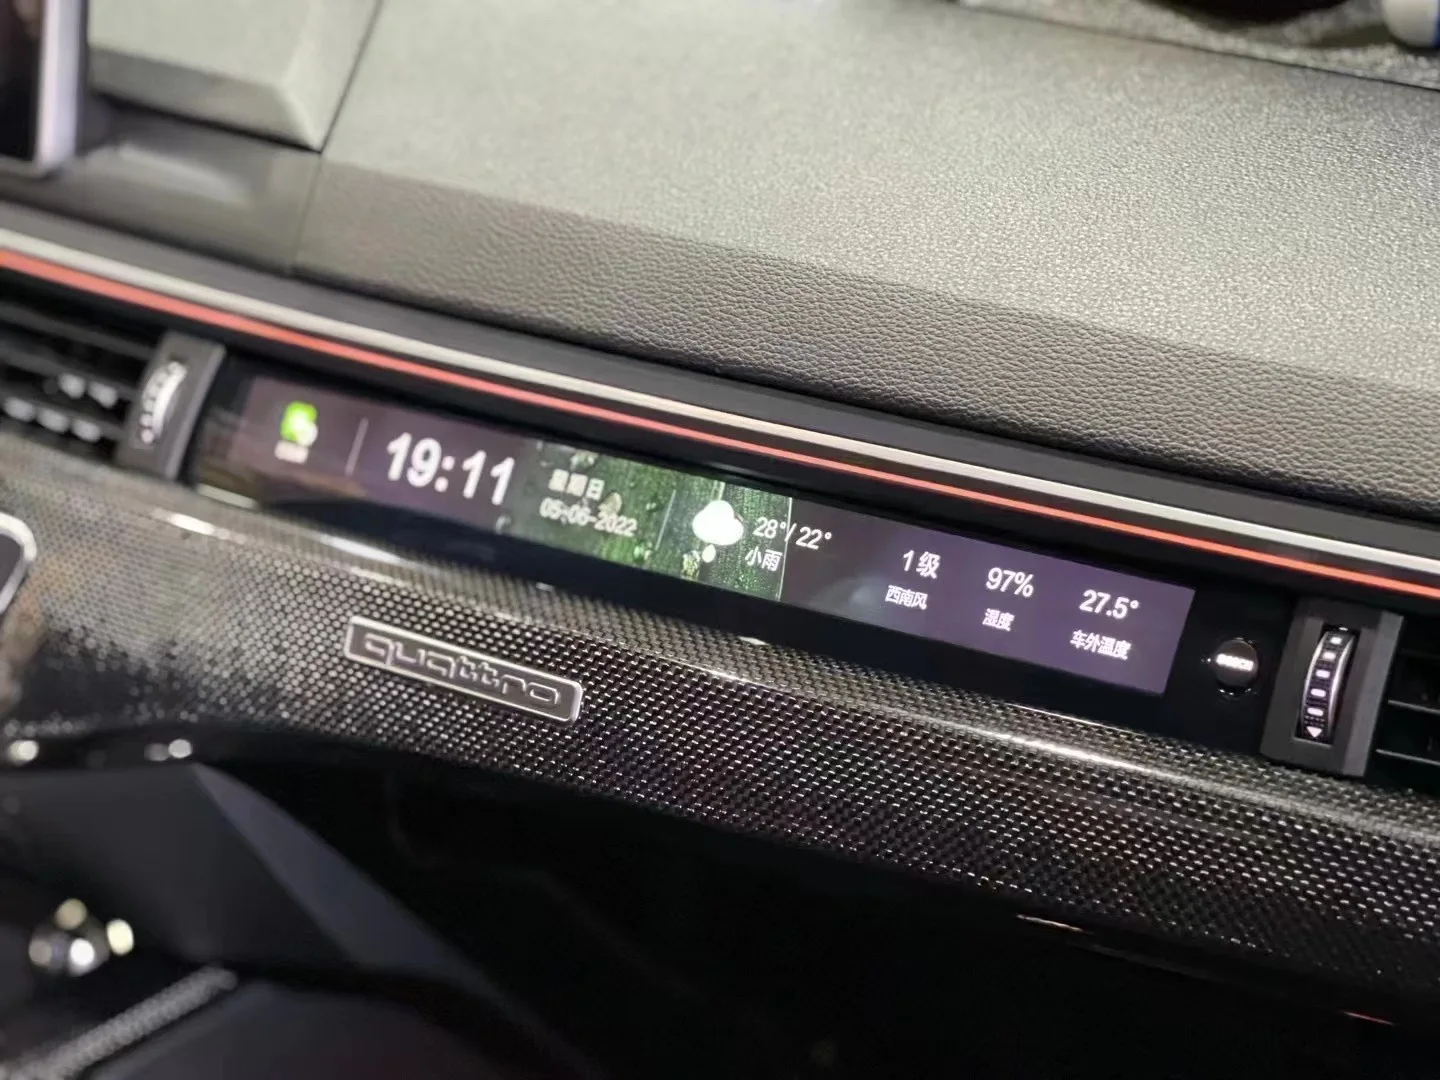 19:11
星期日
05-06-2022
28°/22°
小雨
1级
西南风
97%
湿度
27.5°
车外温度
quattro